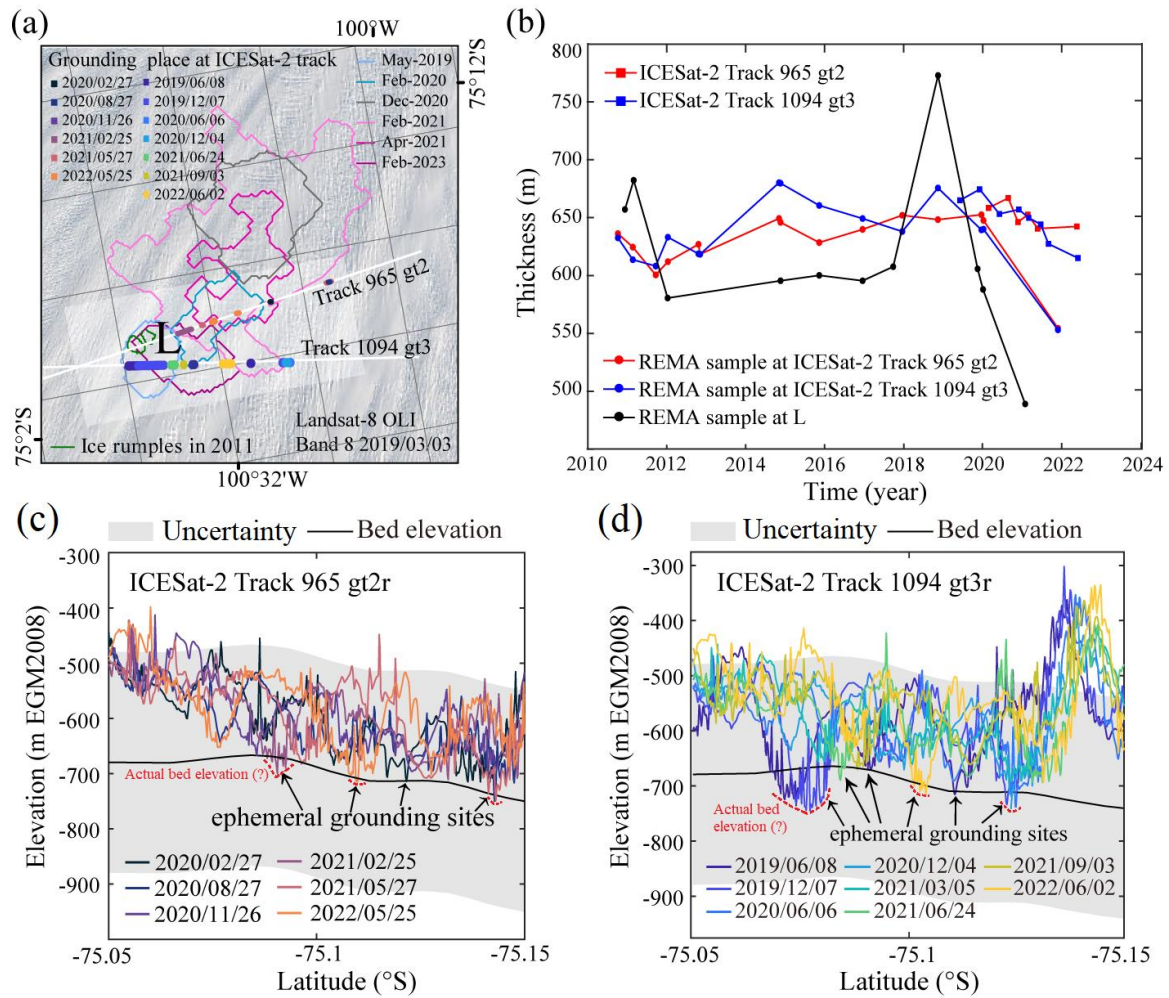 (a)
100°W
75°12'S
Grounding place at ICESat-2 track
2020/02/27
2020/08/27
2020/11/26
2021/02/25
2021/05/27
2022/05/25
2019/06/08
2019/12/07
2020/06/06
2020/12/04
2021/06/24
2021/09/03
2022/06/02
May-2019
Feb-2020
Dec-2020
Feb-2021
Apr-2021
Feb-2023
Track 965 gt2
L
Track 1094 gt3
Landsat-8 OLI
Band 8 2019/03/03
Ice rumples in 2011
75°2'S
100°32'W
(b)
800
750
700
650
600
550
500
Thickness (m)
ICESat-2 Track 965 gt2
ICESat-2 Track 1094 gt3
REMA sample at ICESat-2 Track 965 gt2
REMA sample at ICESat-2 Track 1094 gt3
REMA sample at L
2010 2012 2014 2016 2018 2020 2022 2024
Time (year)
(c)
Uncertainty Bed elevation
-300
-400
-500
-600
-700
-800
-900
Elevation (m EGM2008)
ICESat-2 Track 965 gt2r
Actual bed elevation (?)
ephemeral grounding sites
2020/02/27
2020/08/27
2020/11/26
2021/02/25
2021/05/27
2022/05/25
-75.05 -75.1 -75.15
Latitude (°S)
(d)
Uncertainty Bed elevation
-300
-400
-500
-600
-700
-800
-900
Elevation (m EGM2008)
ICESat-2 Track 1094 gt3r
Actual bed
elevation (?)
ephemeral grounding sites
2019/06/08
2019/12/07
2020/06/06
2020/12/04
2021/03/05
2021/06/24
2021/09/03
2022/06/02
-75.05 -75.1 -75.15
Latitude (°S)